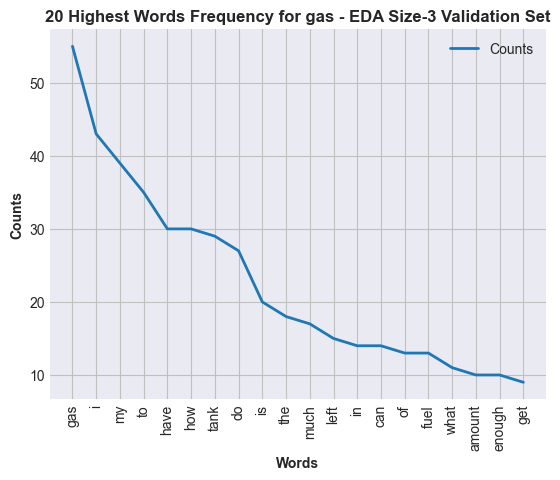 20 Highest Words Frequency for gas - EDA Size-3 Validation Set
Counts
Counts
50
40
30
20
10
gas
i
my
to
have
how
tank
do
is
the
much
left
in
can
of
fuel
what
amount
enough
get
Words